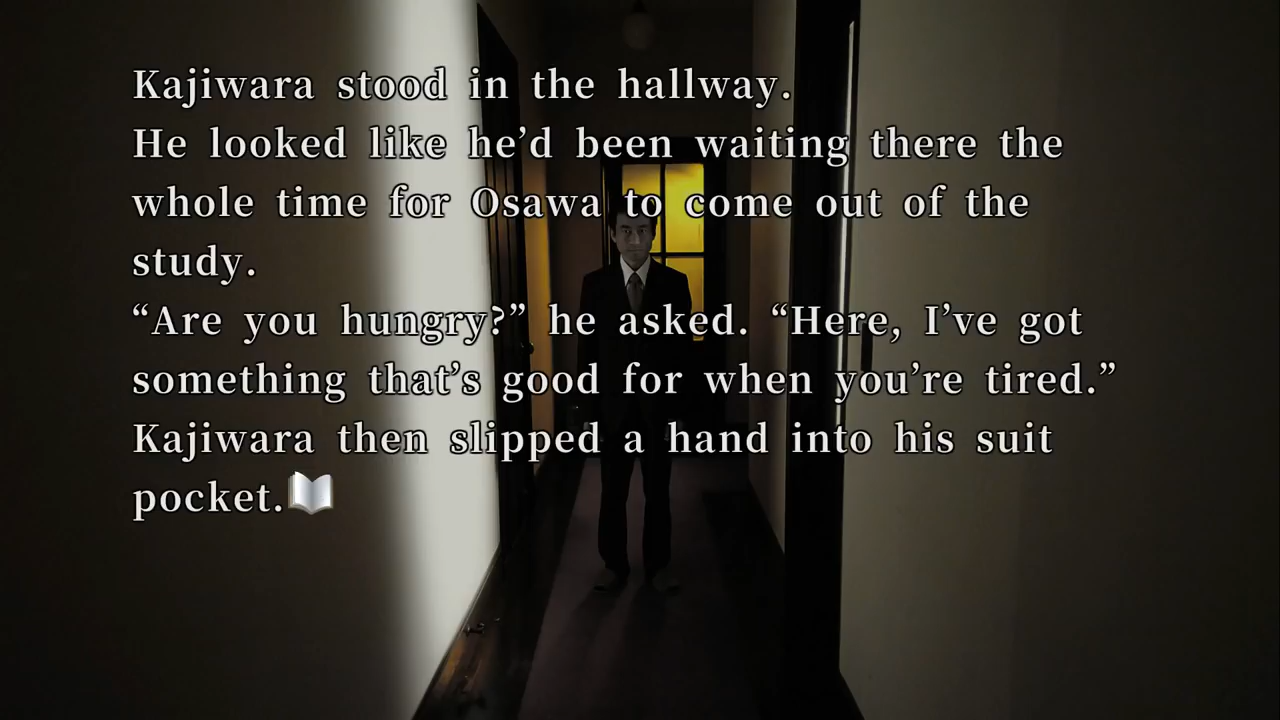 Kajiwara stood in the hallway.
He looked like he’d been waiting there the
whole time for Osawa to come out of the
study.
“Are you hungry?” he asked. “Here, I’ve got
something that’s good for when you’re tired.”
Kajiwara then slipped a hand into his suit
pocket.